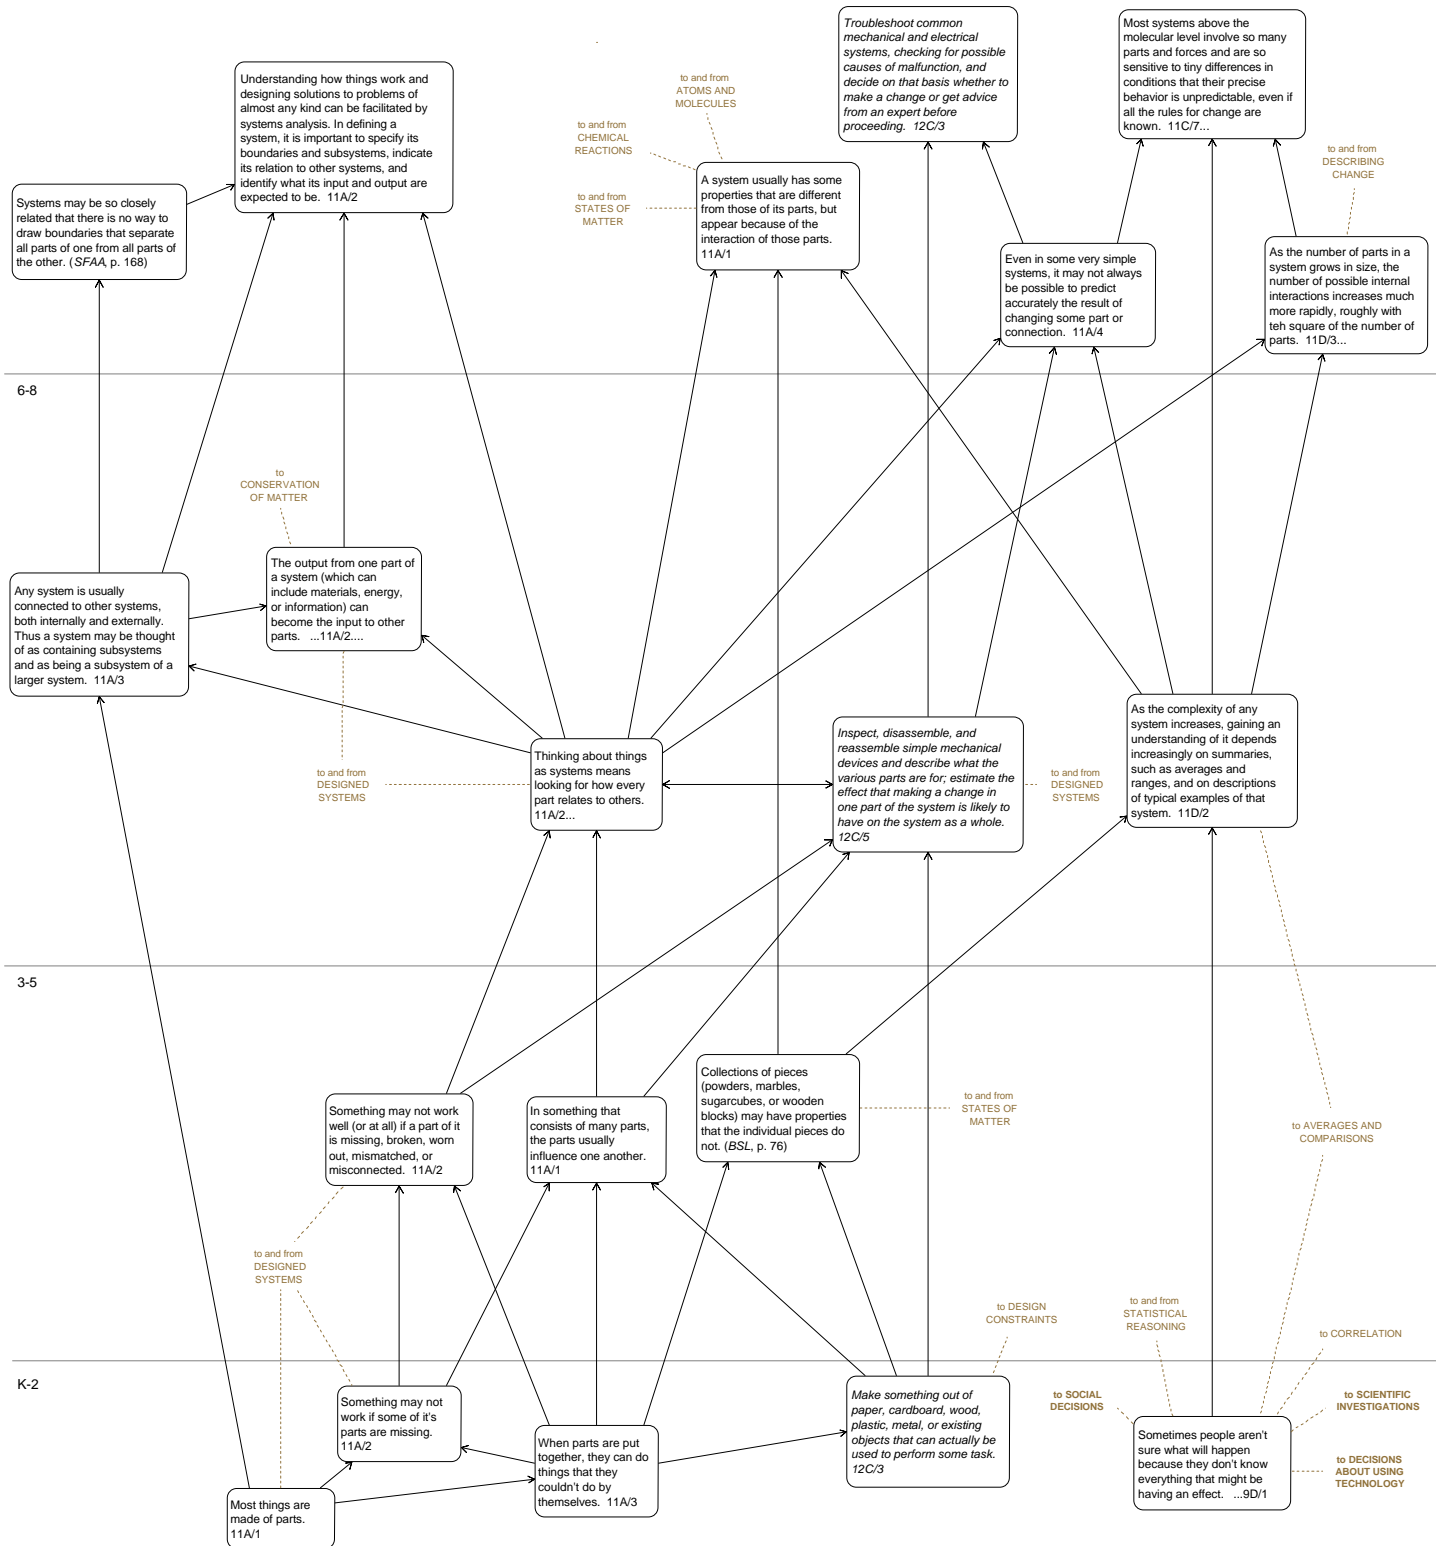 Troubleshoot common
mechanical and electrical
systems, checking for possible
causes of malfunction, and
decide on that basis whether to
make a change or get advice
from an expert before
proceeding.  12C/3
Most systems above the
molecular level involve so many
parts and forces and are so
sensitive to tiny differences in
conditions that their precise
behavior is unpredictable, even if
all the rules for change are
known.  11C/7...
Understanding how things work and
designing solutions to problems of
almost any kind can be facilitated by
systems analysis. In defining a
system, it is important to specify its
boundaries and subsystems, indicate
its relation to other systems, and
identify what its input and output are
expected to be.  11A/2
to and from
ATOMS AND
MOLECULES
to and from
CHEMICAL
REACTIONS
to and from
STATES OF
MATTER
A system usually has some
properties that are different
from those of its parts, but
appear because of the
interaction of those parts.
11A/1
to and from
DESCRIBING
CHANGE
Systems may be so closely
related that there is no way to
draw boundaries that separate
all parts of one from all parts of
the other. (SFAA, p. 168)
Even in some very simple
systems, it may not always
be possible to predict
accurately the result of
changing some part or
connection.  11A/4
As the number of parts in a
system grows in size, the
number of possible internal
interactions increases much
more rapidly, roughly with
teh square of the number of
parts.  11D/3...
6-8
to
CONSERVATION
OF MATTER
The output from one part of
a system (which can
include materials, energy,
or information) can
become the input to other
parts.   ...11A/2....
Any system is usually
connected to other systems,
both internally and externally.
Thus a system may be thought
of as containing subsystems
and as being a subsystem of a
larger system.  11A/3
to and from
DESIGNED
SYSTEMS
Thinking about things
as systems means
looking for how every
part relates to others.
11A/2...
Inspect, disassemble, and
reassemble simple mechanical
devices and describe what the
various parts are for; estimate the
effect that making a change in
one part of the system is likely to
have on the system as a whole.
12C/5
to and from
DESIGNED
SYSTEMS
As the complexity of any
system increases, gaining an
understanding of it depends
increasingly on summaries,
such as averages and
ranges, and on descriptions
of typical examples of that
system.  11D/2
3-5
Something may not work
well (or at all) if a part of it
is missing, broken, worn
out, mismatched, or
misconnected.  11A/2
In something that
consists of many parts,
the parts usually
influence one another.
11A/1
Collections of pieces
(powders, marbles,
sugarcubes, or wooden
blocks) may have properties
that the individual pieces do
not. (BSL, p. 76)
to and from
STATES OF
MATTER
to AVERAGES AND
COMPARISONS
to and from
DESIGNED
SYSTEMS
to DESIGN
CONSTRAINTS
to and from
STATISTICAL
REASONING
to CORRELATION
K-2
Something may not
work if some of it's
parts are missing.
11A/2
When parts are put
together, they can do
things that they
couldn't do by
themselves.  11A/3
Make something out of
paper, cardboard, wood,
plastic, metal, or existing
objects that can actually be
used to perform some task.
12C/3
to SOCIAL
DECISIONS
to SCIENTIFIC
INVESTIGATIONS
Sometimes people aren't
sure what will happen
because they don't know
everything that might be
having an effect.   ...9D/1
to DECISIONS
ABOUT USING
TECHNOLOGY
Most things are
made of parts.
11A/1